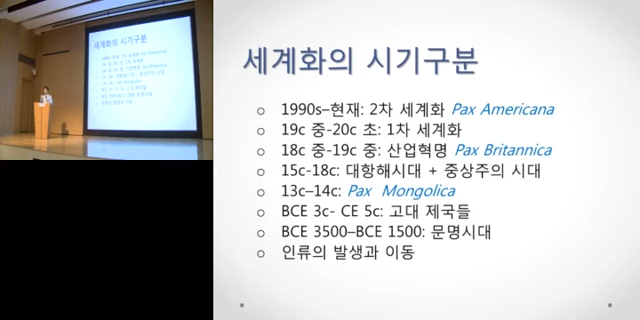 세계화의 시기구분
1990s–현재: 2차 세계화 Pax Americana
19c 중-20c 초: 1차 세계화
18c 중-19c 중: 산업혁명 Pax Britannica
15c-18c: 대항해시대 + 중상주의 시대
13c–14c: Pax Mongolica
BCE 3c- CE 5c: 고대 제국들
BCE 3500–BCE 1500: 문명시대
인류의 발생과 이동
세계화의 시기구분